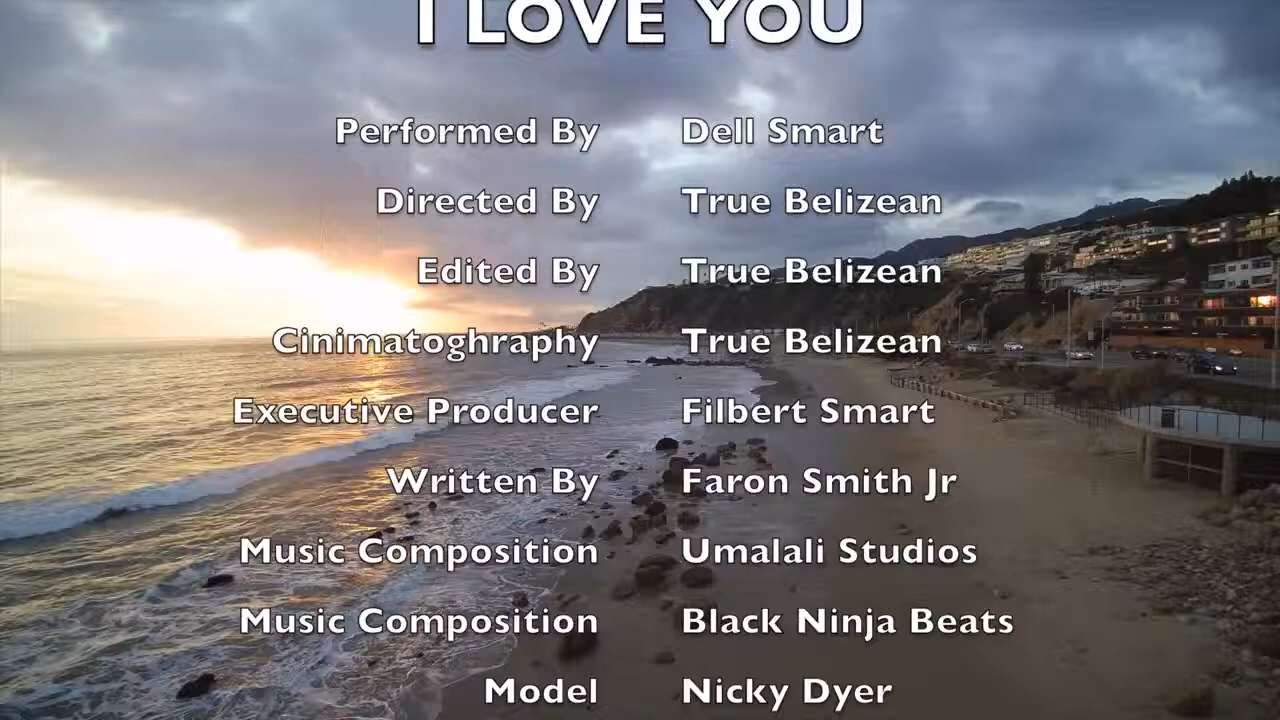 I LOVE YOU
Performed By Dell Smart
Directed By True Belizean
Edited By True Belizean
Cinimatoghraphy True Belizean
Executive Producer Filbert Smart
Written By Faron Smith Jr
Music Composition Umalali Studios
Music Composition Black Ninja Beats
Model Nicky Dyer